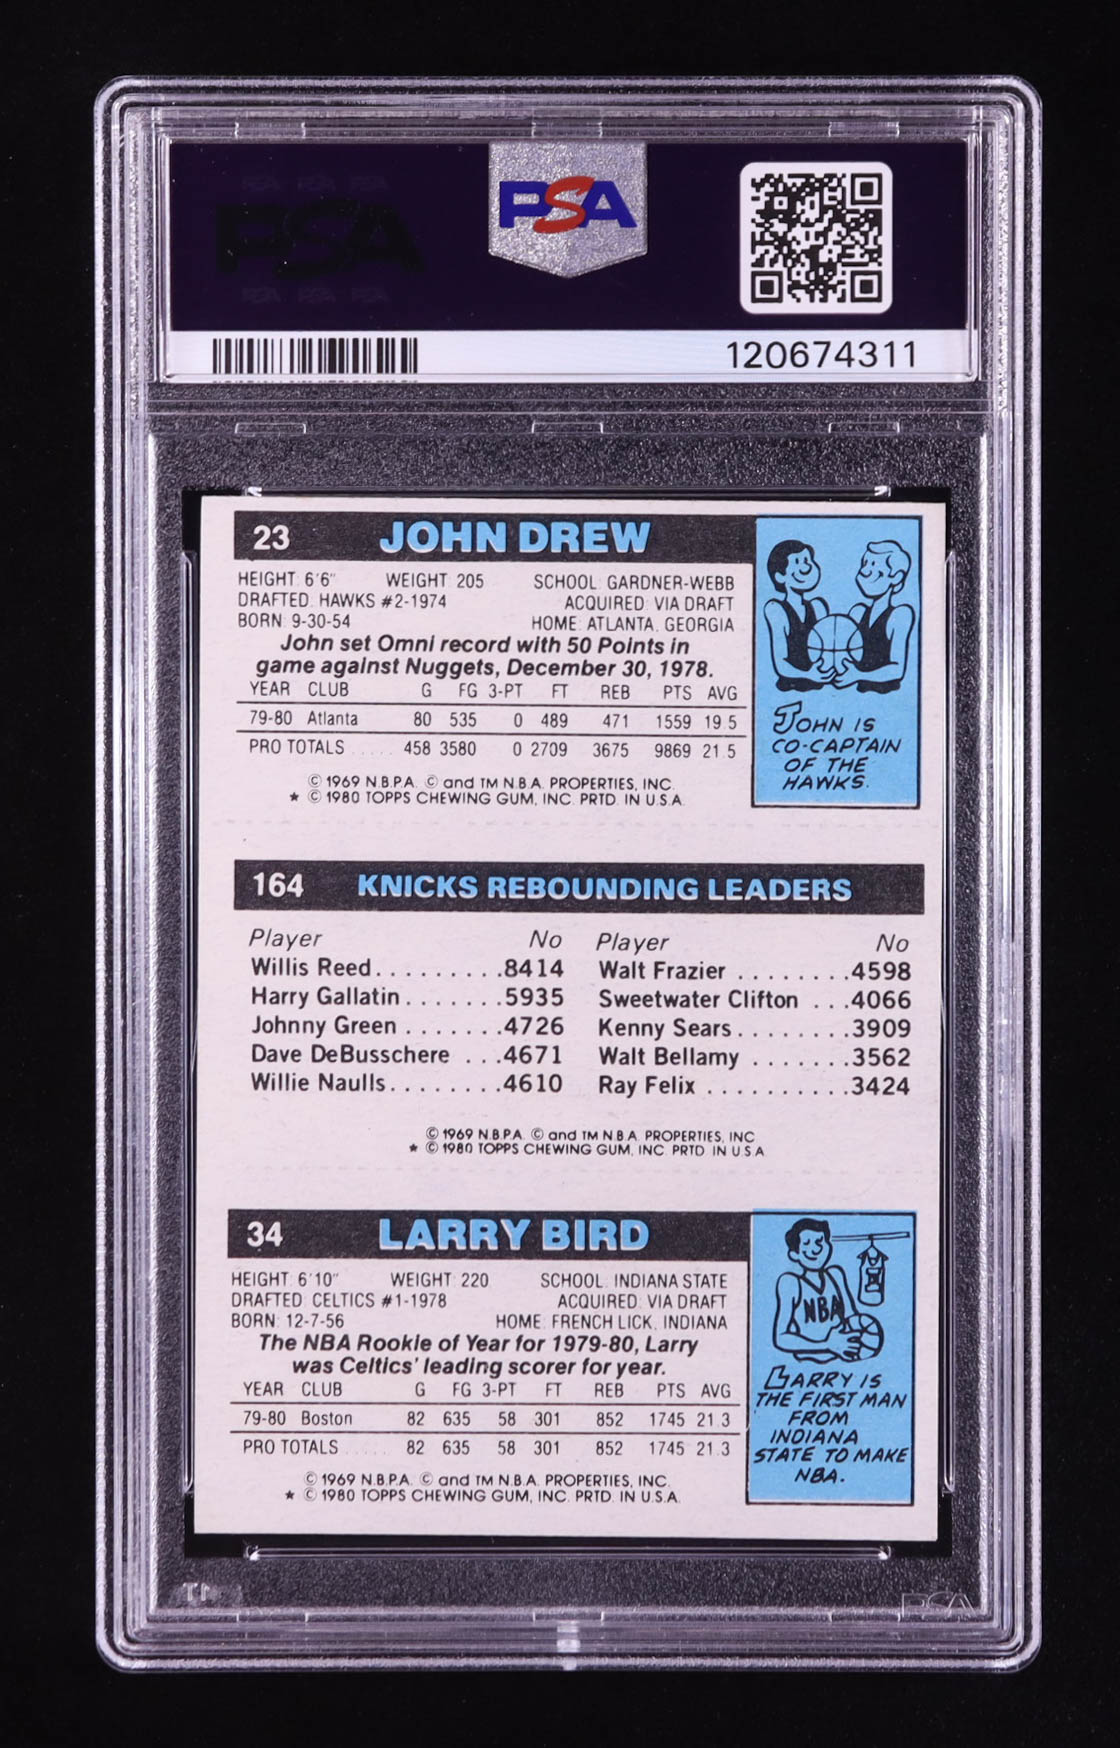 PSA
PSA
120674311
23 JOHN DREW
HEIGHT: 6'6" WEIGHT: 205 SCHOOL: GARDNER-WEBB
DRAFTED: HAWKS #2-1974 ACQUIRED: VIA DRAFT
BORN: 9-30-54 HOME: ATLANTA, GEORGIA
John set Omni record with 50 Points in
game against Nuggets, December 30, 1978.
YEAR CLUB G FG 3-PT FT REB PTS AVG
79-80 Atlanta 80 535 0 489 471 1559 19.5
PRO TOTALS ..... 458 3580 0 2709 3675 9869 21.5
© 1969 N.B.P.A. © and TM N.B.A. PROPERTIES, INC.
* © 1980 TOPPS CHEWING GUM, INC. PRTD. IN U.S.A.
JOHN IS
CO-CAPTAIN
OF THE
HAWKS.
164 KNICKS REBOUNDING LEADERS
Player No Player No
Willis Reed.........8414 Walt Frazier ........4598
Harry Gallatin.......5935 Sweetwater Clifton ...4066
Johnny Green.......4726 Kenny Sears........3909
Dave DeBusschere ...4671 Walt Bellamy .......3562
Willie Naulls........4610 Ray Felix ..........3424
© 1969 N.B.P.A. © and TM N.B.A. PROPERTIES, INC
* © 1980 TOPPS CHEWING GUM, INC PRTD IN U S A
34 LARRY BIRD
HEIGHT: 6'10" WEIGHT: 220 SCHOOL: INDIANA STATE
DRAFTED: CELTICS #1-1978 ACQUIRED: VIA DRAFT
BORN: 12-7-56 HOME: FRENCH LICK, INDIANA
The NBA Rookie of Year for 1979-80, Larry
was Celtics' leading scorer for year.
YEAR CLUB G FG 3-PT FT REB PTS AVG
79-80 Boston 82 635 58 301 852 1745 21.3
PRO TOTALS ..... 82 635 58 301 852 1745 21.3
© 1969 N.B.P.A. © and TM N.B.A. PROPERTIES, INC.
* © 1980 TOPPS CHEWING GUM, INC. PRTD. IN U.S.A.
NBA
LARRY IS
THE FIRST MAN
FROM
INDIANA
STATE TO MAKE
NBA.
PSA